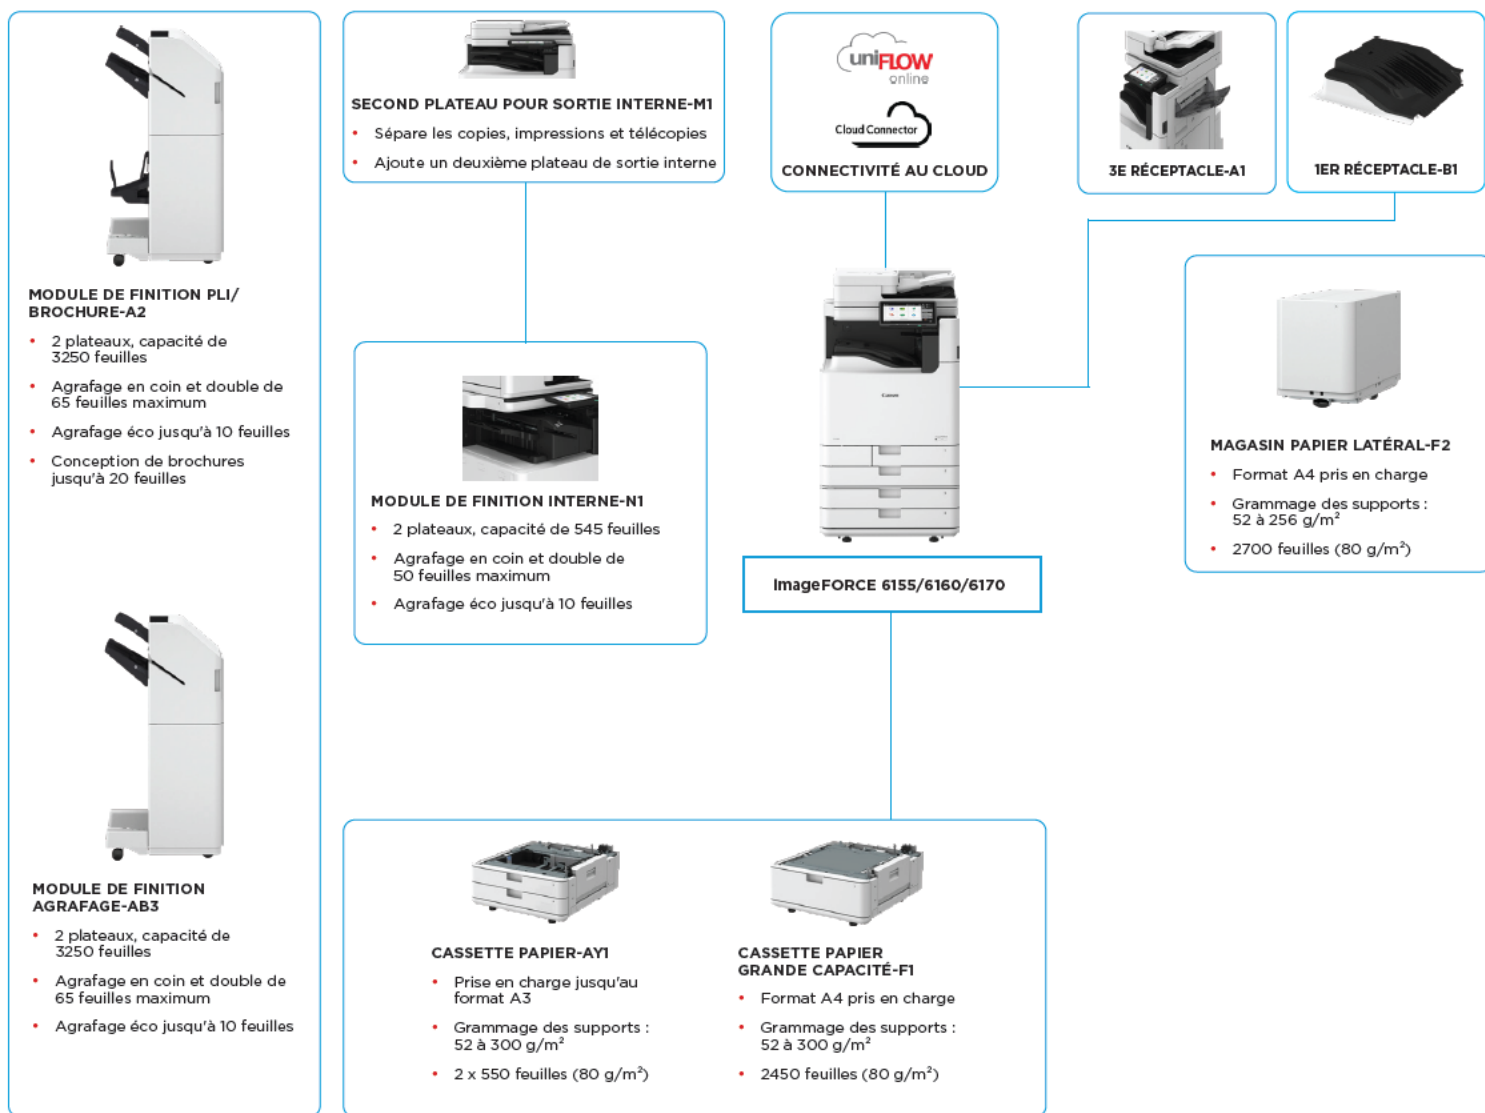 MODULE DE FINITION PLI/
BROCHURE-A2
• 2 plateaux, capacité de
3250 feuilles
• Agrafage en coin et double de
65 feuilles maximum
• Agrafage éco jusqu'à 10 feuilles
• Conception de brochures
jusqu'à 20 feuilles
MODULE DE FINITION
AGRAFAGE-AB3
• 2 plateaux, capacité de
3250 feuilles
• Agrafage en coin et double de
65 feuilles maximum
• Agrafage éco jusqu'à 10 feuilles
SECOND PLATEAU POUR SORTIE INTERNE-M1
• Sépare les copies, impressions et télécopies
• Ajoute un deuxième plateau de sortie interne
MODULE DE FINITION INTERNE-N1
• 2 plateaux, capacité de 545 feuilles
• Agrafage en coin et double de
50 feuilles maximum
• Agrafage éco jusqu'à 10 feuilles
uniFLOW
online
Cloud Connector
CONNECTIVITÉ AU CLOUD
3E RÉCEPTACLE-A1
1ER RÉCEPTACLE-B1
Canon
ImageFORCE 6155/6160/6170
MAGASIN PAPIER LATÉRAL-F2
• Format A4 pris en charge
• Grammage des supports :
52 à 256 g/m²
• 2700 feuilles (80 g/m²)
CASSETTE PAPIER-AY1
• Prise en charge jusqu'au
format A3
• Grammage des supports :
52 à 300 g/m²
• 2 x 550 feuilles (80 g/m²)
CASSETTE PAPIER
GRANDE CAPACITÉ-F1
• Format A4 pris en charge
• Grammage des supports :
52 à 300 g/m²
• 2450 feuilles (80 g/m²)